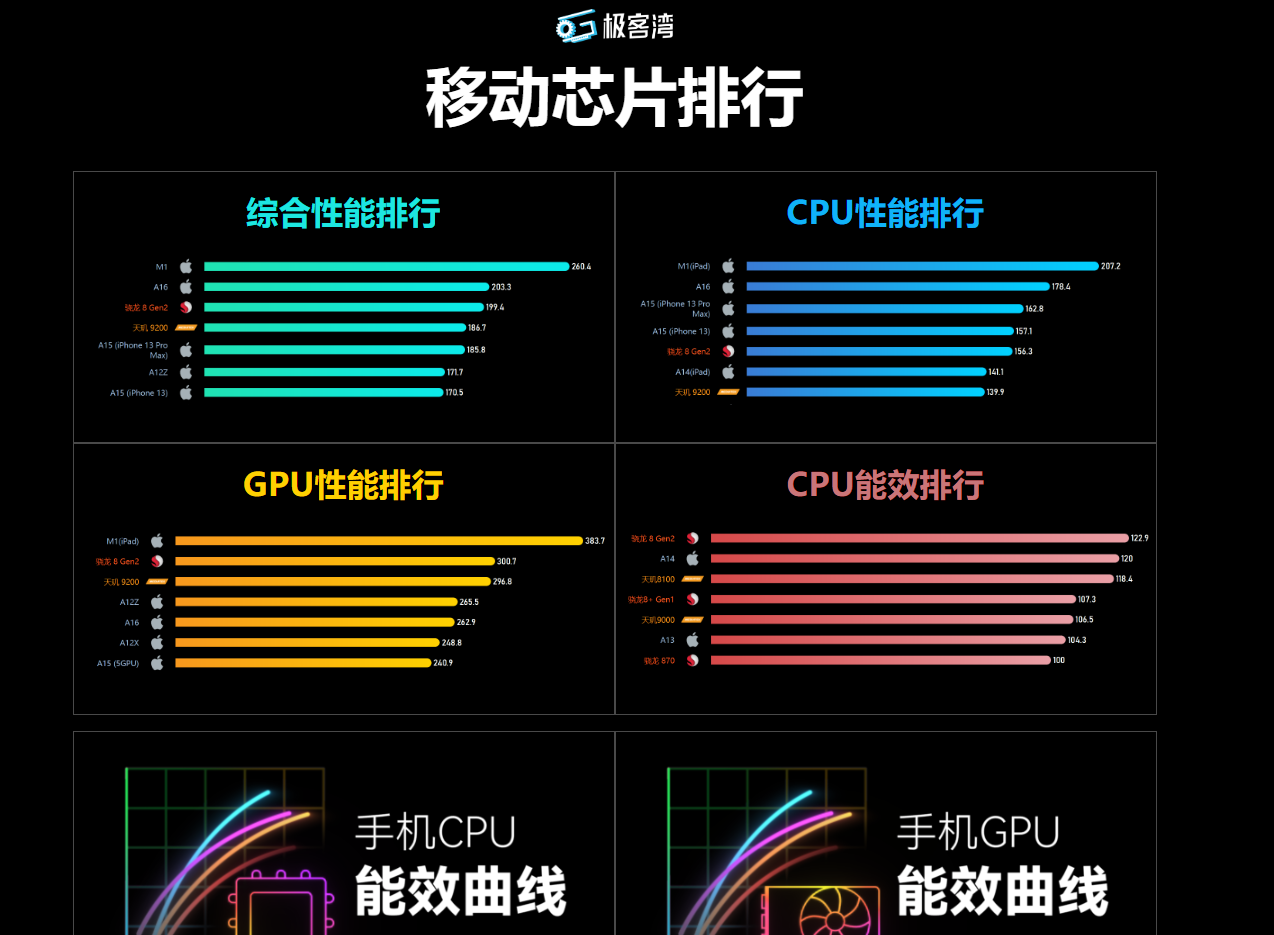 极客湾
移动芯片排行
综合性能排行
M1 260.4
A16 203.3
骁龙 8 Gen2 199.4
天玑 9200 186.7
A15 (iPhone 13 Pro
Max) 185.8
A12Z 171.7
A15 (iPhone 13) 170.5
CPU性能排行
M1(iPad) 207.2
A16 178.4
A15 (iPhone 13 Pro
Max) 162.8
A15 (iPhone 13) 157.1
骁龙 8 Gen2 156.3
A14(iPad) 141.1
天玑 9200 139.9
GPU性能排行
M1(iPad) 383.7
骁龙 8 Gen2 300.7
天玑 9200 296.8
A12Z 265.5
A16 262.9
A12X 248.8
A15 (5GPU) 240.9
CPU能效排行
骁龙 8 Gen2 122.9
A14 120
天玑8100 118.4
骁龙8+ Gen1 107.3
天玑9000 106.5
A13 104.3
骁龙 870 100
手机CPU
能效曲线
手机GPU
能效曲线